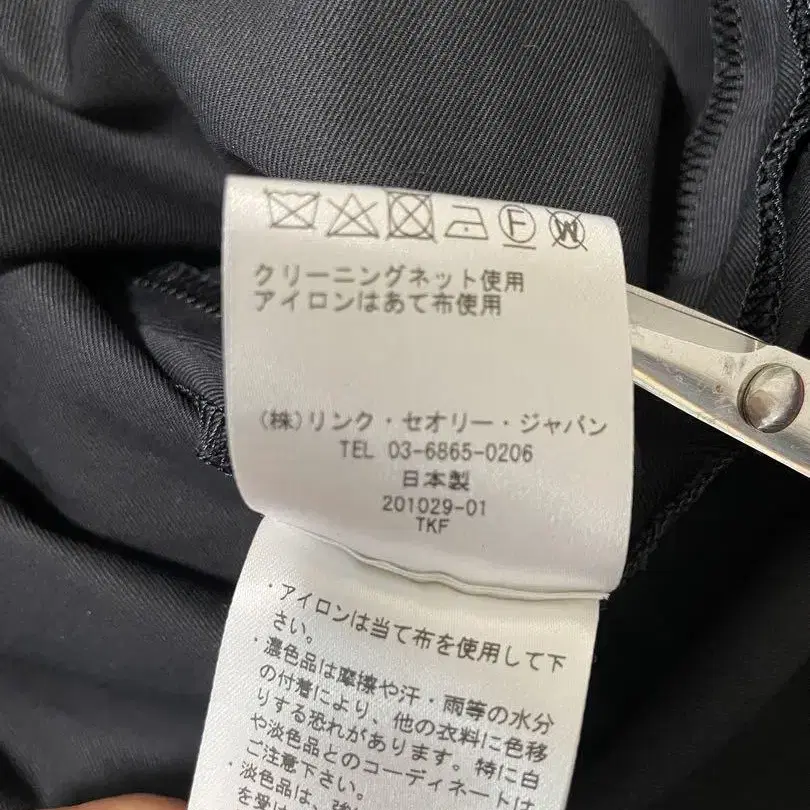 F
W
クリーニングネット使用
アイロンはあて布使用
(株)リンク・セオリー・ジャパン
TEL 03-6865-0206
日本製
201029-01
TKF
・アイロンは当て布を使用して下
さい。
・濃色品は摩擦や汗・雨等の水分
の付着により、他の衣料に色移
りする恐れがあります。特に白
や淡色品とのコーディネートは
ご注意下さい。
・淡色品は、強い
を受け